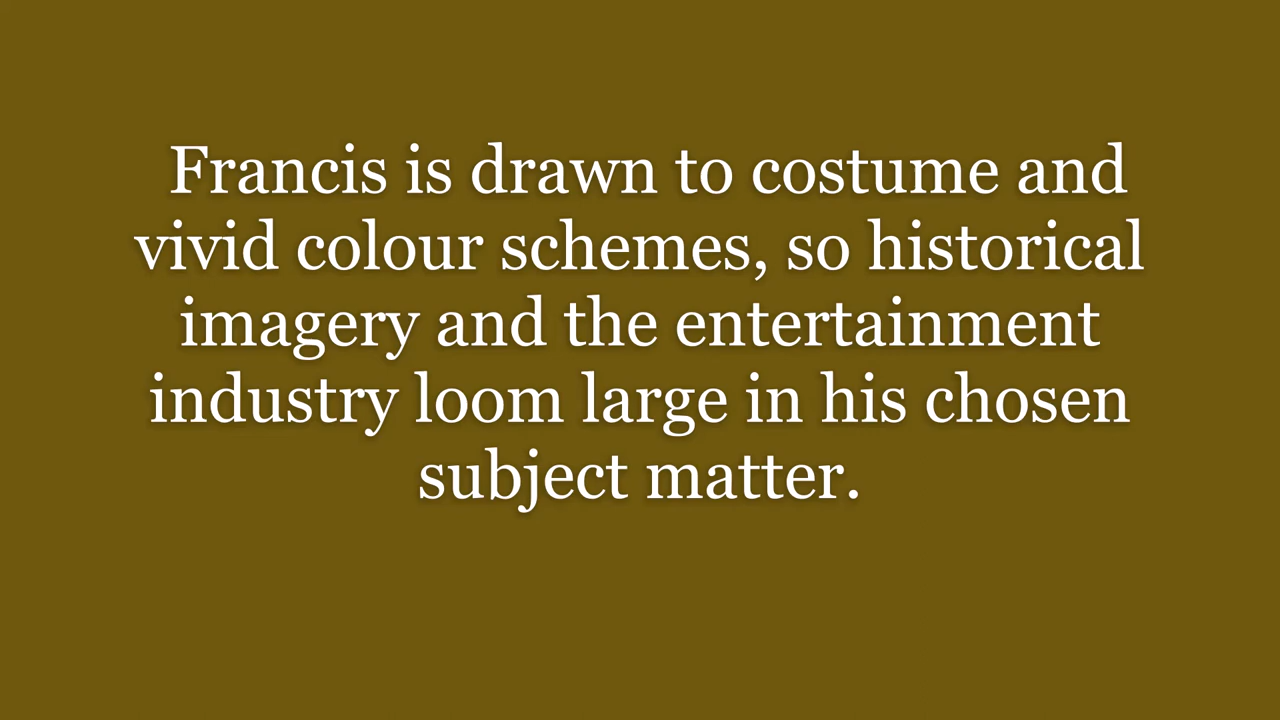 Francis is drawn to costume and
vivid colour schemes, so historical
imagery and the entertainment
industry loom large in his chosen
subject matter.